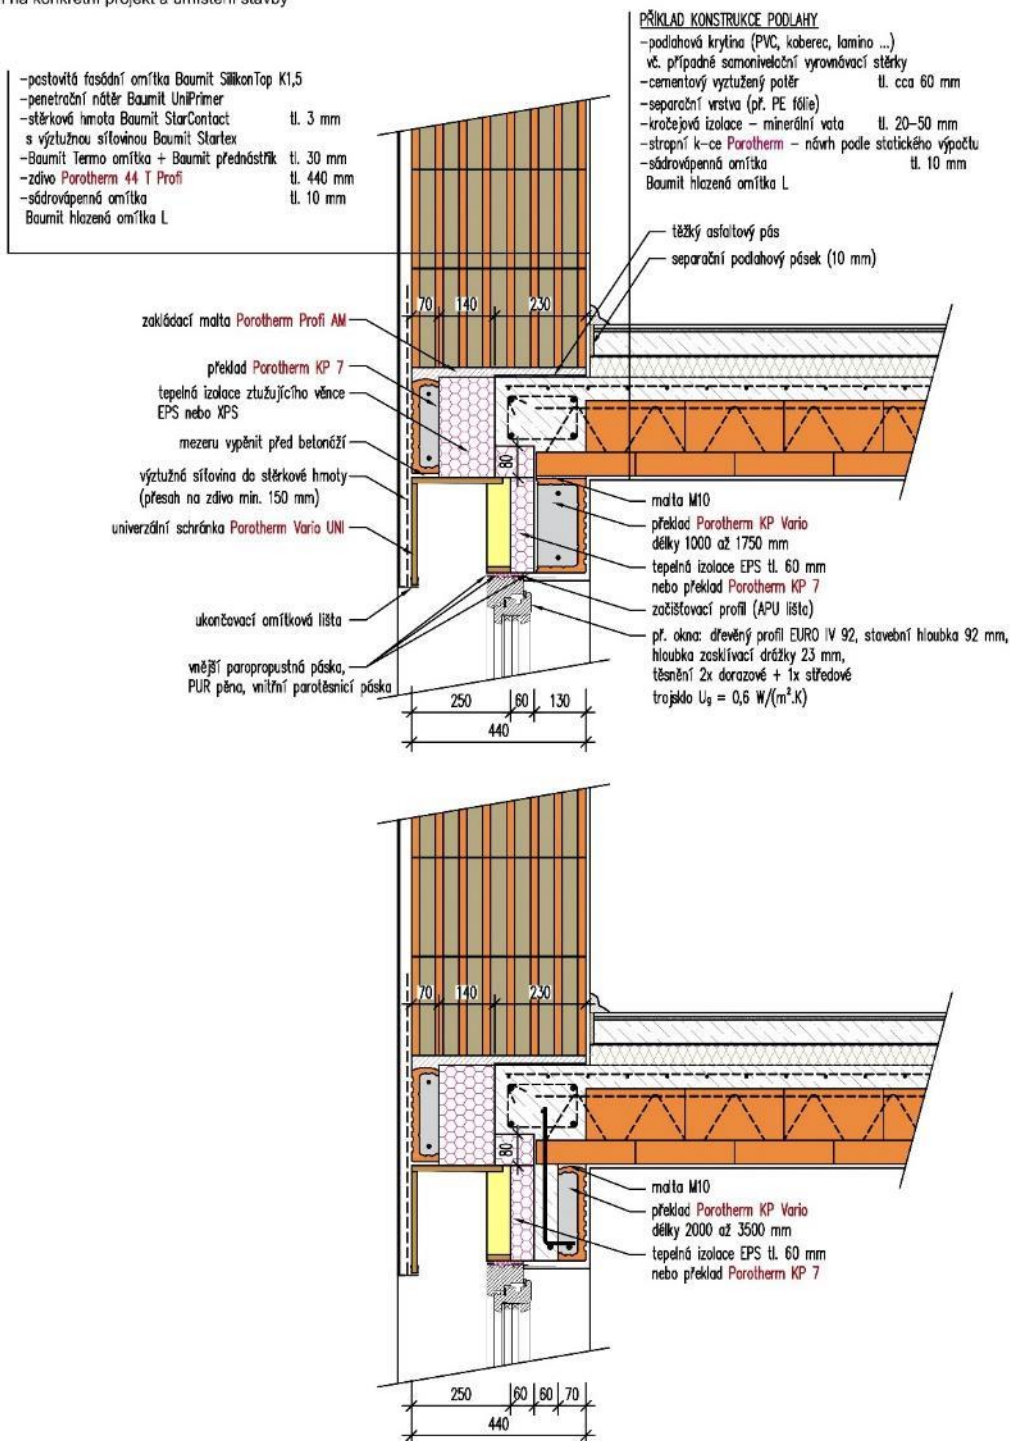 na konkrétní projekt a umístění stavby
PŘÍKLAD KONSTRUKCE PODLAHY
-podlahová krytina (PVC, koberec, lamino ...)
vč. případné samonivelační vyrovnávací stěrky
-cementový vyztužený potěr tl. cca 60 mm
-separační vrstva (př. PE fólie)
-kročejová izolace – minerální vata tl. 20-50 mm
-stropní k-ce Porotherm – návrh podle statického výpočtu
-sádrovápenná omítka tl. 10 mm
Baumit hlazená omítka L
-pastovitá fasádní omítka Baumit SilikonTop K1,5
-penetrační nátěr Baumit UniPrimer
-stěrková hmota Baumit StarContact tl. 3 mm
s výztužnou síťovinou Baumit Startex
-Baumit Termo omítka + Baumit přednástřik tl. 30 mm
-zdivo Porotherm 44 T Profi tl. 440 mm
-sádrovápenná omítka tl. 10 mm
Baumit hlazená omítka L
těžký asfaltový pás
separační podlahový pásek (10 mm)
70 140 230
zakládací malta Porotherm Profi AM
překlad Porotherm KP 7
tepelná izolace ztužujícího věnce
EPS nebo XPS
mezeru vypěnit před betonáží
výztužná síťovina do stěrkové hmoty
(přesah na zdivo min. 150 mm)
univerzální schránka Porotherm Vario UNI
ukončovací omítková lišta
vnější paropropustná páska,
PUR pěna, vnitřní parotěsnicí páska
80
malta M10
překlad Porotherm KP Vario
délky 1000 až 1750 mm
tepelná izolace EPS tl. 60 mm
nebo překlad Porotherm KP 7
začišťovací profil (APU lišta)
př. okna: dřevěný profil EURO IV 92, stavební hloubka 92 mm,
hloubka zasklívací drážky 23 mm,
těsnění 2x dorazové + 1x středové
trojsklo Ug = 0,6 W/(m².K)
250 60 130
440
70 140 230
80
malta M10
překlad Porotherm KP Vario
délky 2000 až 3500 mm
tepelná izolace EPS tl. 60 mm
nebo překlad Porotherm KP 7
250 60 60 70
440